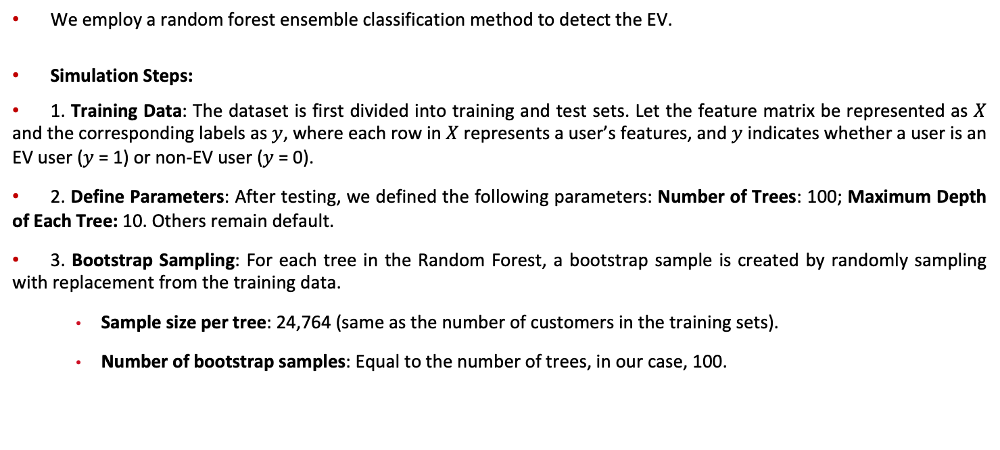 • We employ a random forest ensemble classification method to detect the EV.
• Simulation Steps:
• 1. Training Data: The dataset is first divided into training and test sets. Let the feature matrix be represented as X
and the corresponding labels as y, where each row in X represents a user's features, and y indicates whether a user is an
EV user (y = 1) or non-EV user (y = 0).
• 2. Define Parameters: After testing, we defined the following parameters: Number of Trees: 100; Maximum Depth
of Each Tree: 10. Others remain default.
• 3. Bootstrap Sampling: For each tree in the Random Forest, a bootstrap sample is created by randomly sampling
with replacement from the training data.
• Sample size per tree: 24,764 (same as the number of customers in the training sets).
• Number of bootstrap samples: Equal to the number of trees, in our case, 100.